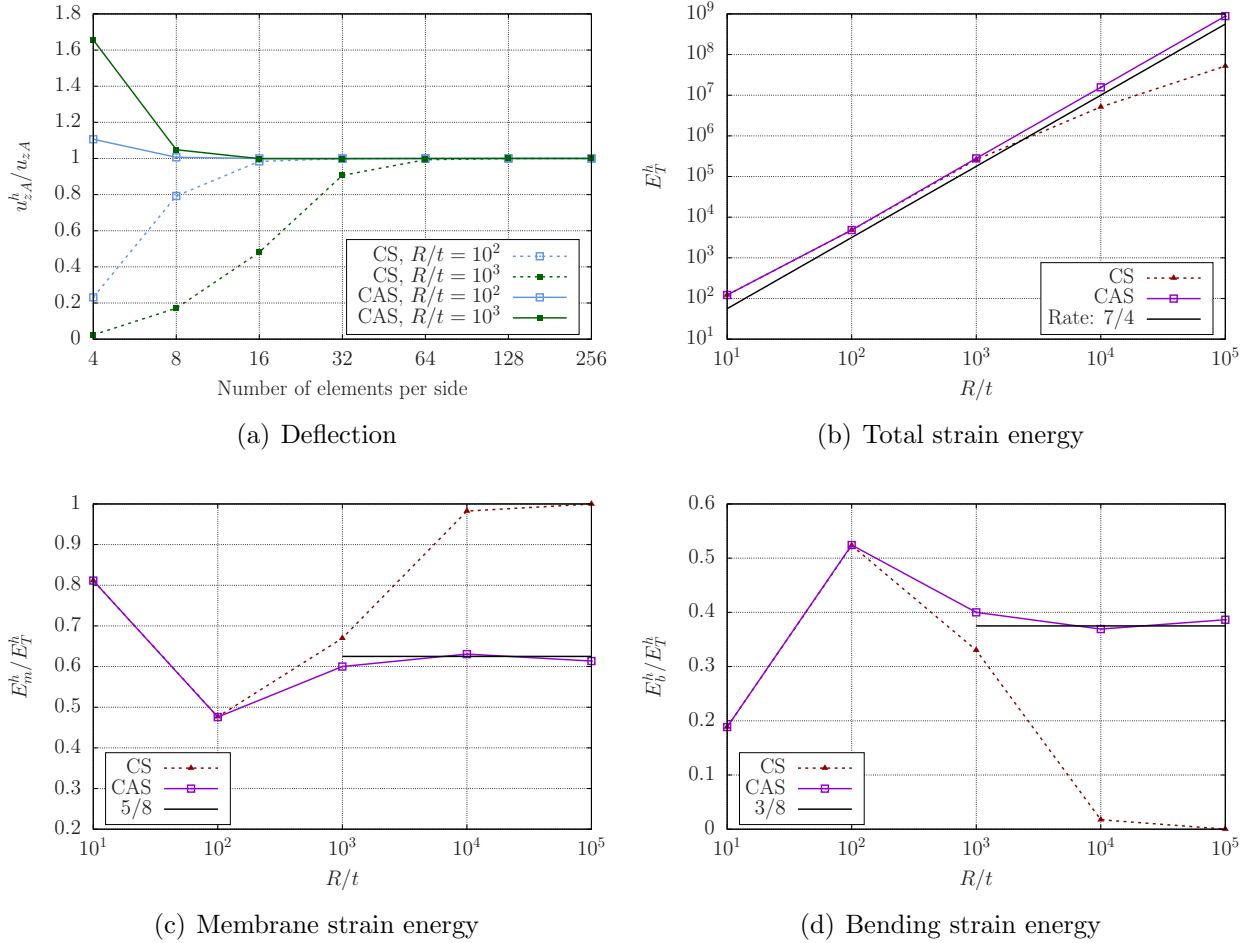 1.8
1.6
1.4
1.2
1
0.8
0.6
0.4
0.2
0
u^h_{zA}/u_{zA}
CS, R/t = 10^2
CS, R/t = 10^3
CAS, R/t = 10^2
CAS, R/t = 10^3
4 8 16 32 64 128 256
Number of elements per side
(a) Deflection
10^9
10^8
10^7
10^6
10^5
10^4
10^3
10^2
10^1
E^h_T
CS
CAS
Rate: 7/4
10^1 10^2 10^3 10^4 10^5
R/t
(b) Total strain energy
1
0.9
0.8
0.7
0.6
0.5
0.4
0.3
0.2
E^h_m/E^h_T
CS
CAS
5/8
10^1 10^2 10^3 10^4 10^5
R/t
(c) Membrane strain energy
0.6
0.5
0.4
0.3
0.2
0.1
0
E^h_b/E^h_T
CS
CAS
3/8
10^1 10^2 10^3 10^4 10^5
R/t
(d) Bending strain energy